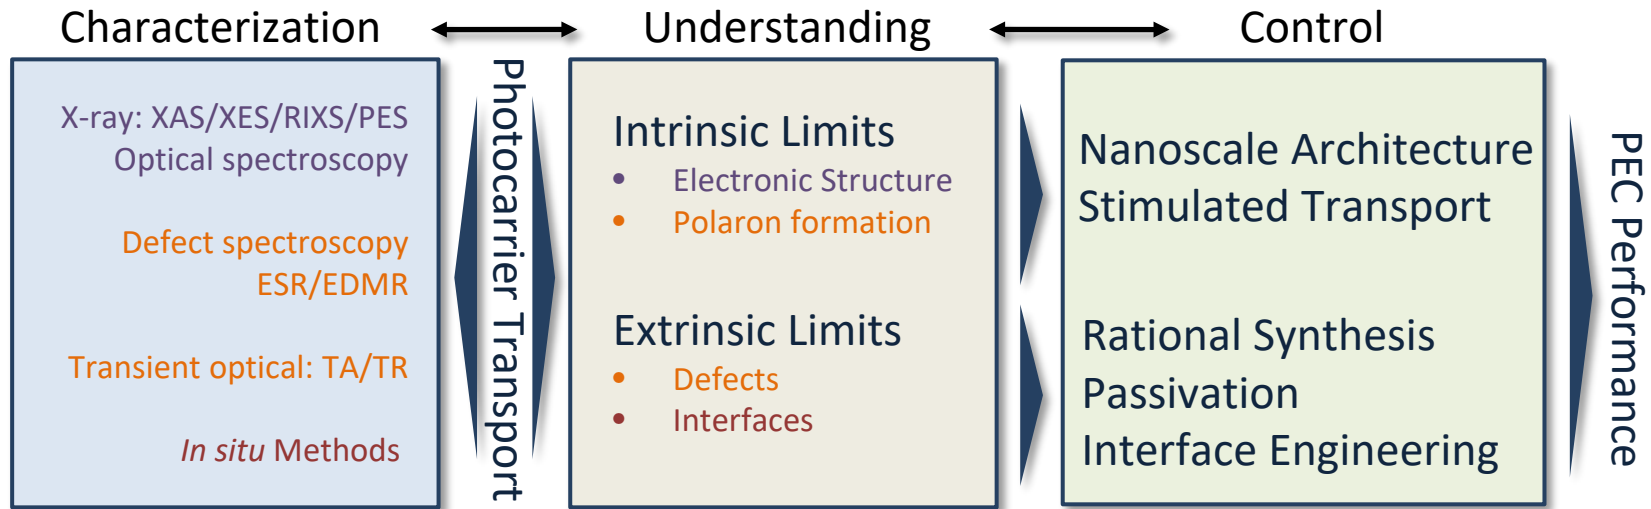 Characterization
X-ray: XAS/XES/RIXS/PES
Optical spectroscopy
Defect spectroscopy
ESR/EDMR
Transient optical: TA/TR
In situ Methods
Photocarrier Transport
Understanding
Intrinsic Limits
• Electronic Structure
• Polaron formation
Extrinsic Limits
• Defects
• Interfaces
Control
Nanoscale Architecture
Stimulated Transport
Rational Synthesis
Passivation
Interface Engineering
PEC Performance